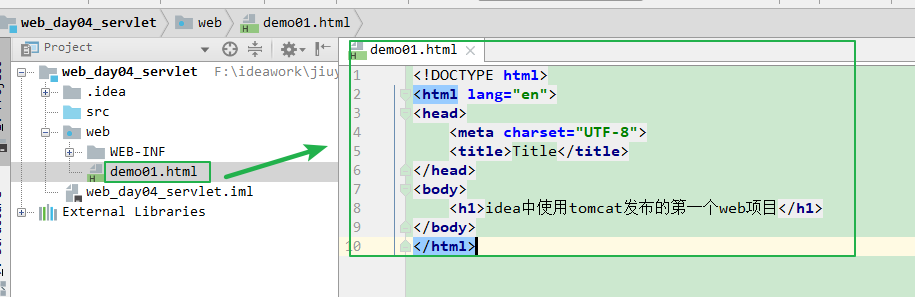 web_day04_servlet web demo01.html
Project
web_day04_servlet F:\ideawork\jiuy
.idea
src
web
WEB-INF
demo01.html
web_day04_servlet.iml
External Libraries
demo01.html
1 <!DOCTYPE html>
2 <html lang="en">
3 <head>
4 <meta charset="UTF-8">
5 <title>Title</title>
6 </head>
7 <body>
8 <h1>idea中使用tomcat发布的第一个web项目</h1>
9 </body>
10 </html>